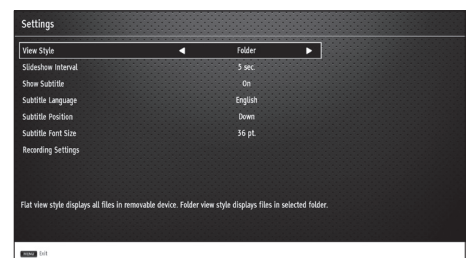 Settings
View Style Folder
Slideshow Interval 5 sec.
Show Subtitle On
Subtitle Language English
Subtitle Position Down
Subtitle Font Size 36 pt.
Recording Settings
Flat view style displays all files in removable device. Folder view style displays files in selected folder.
MENU Exit